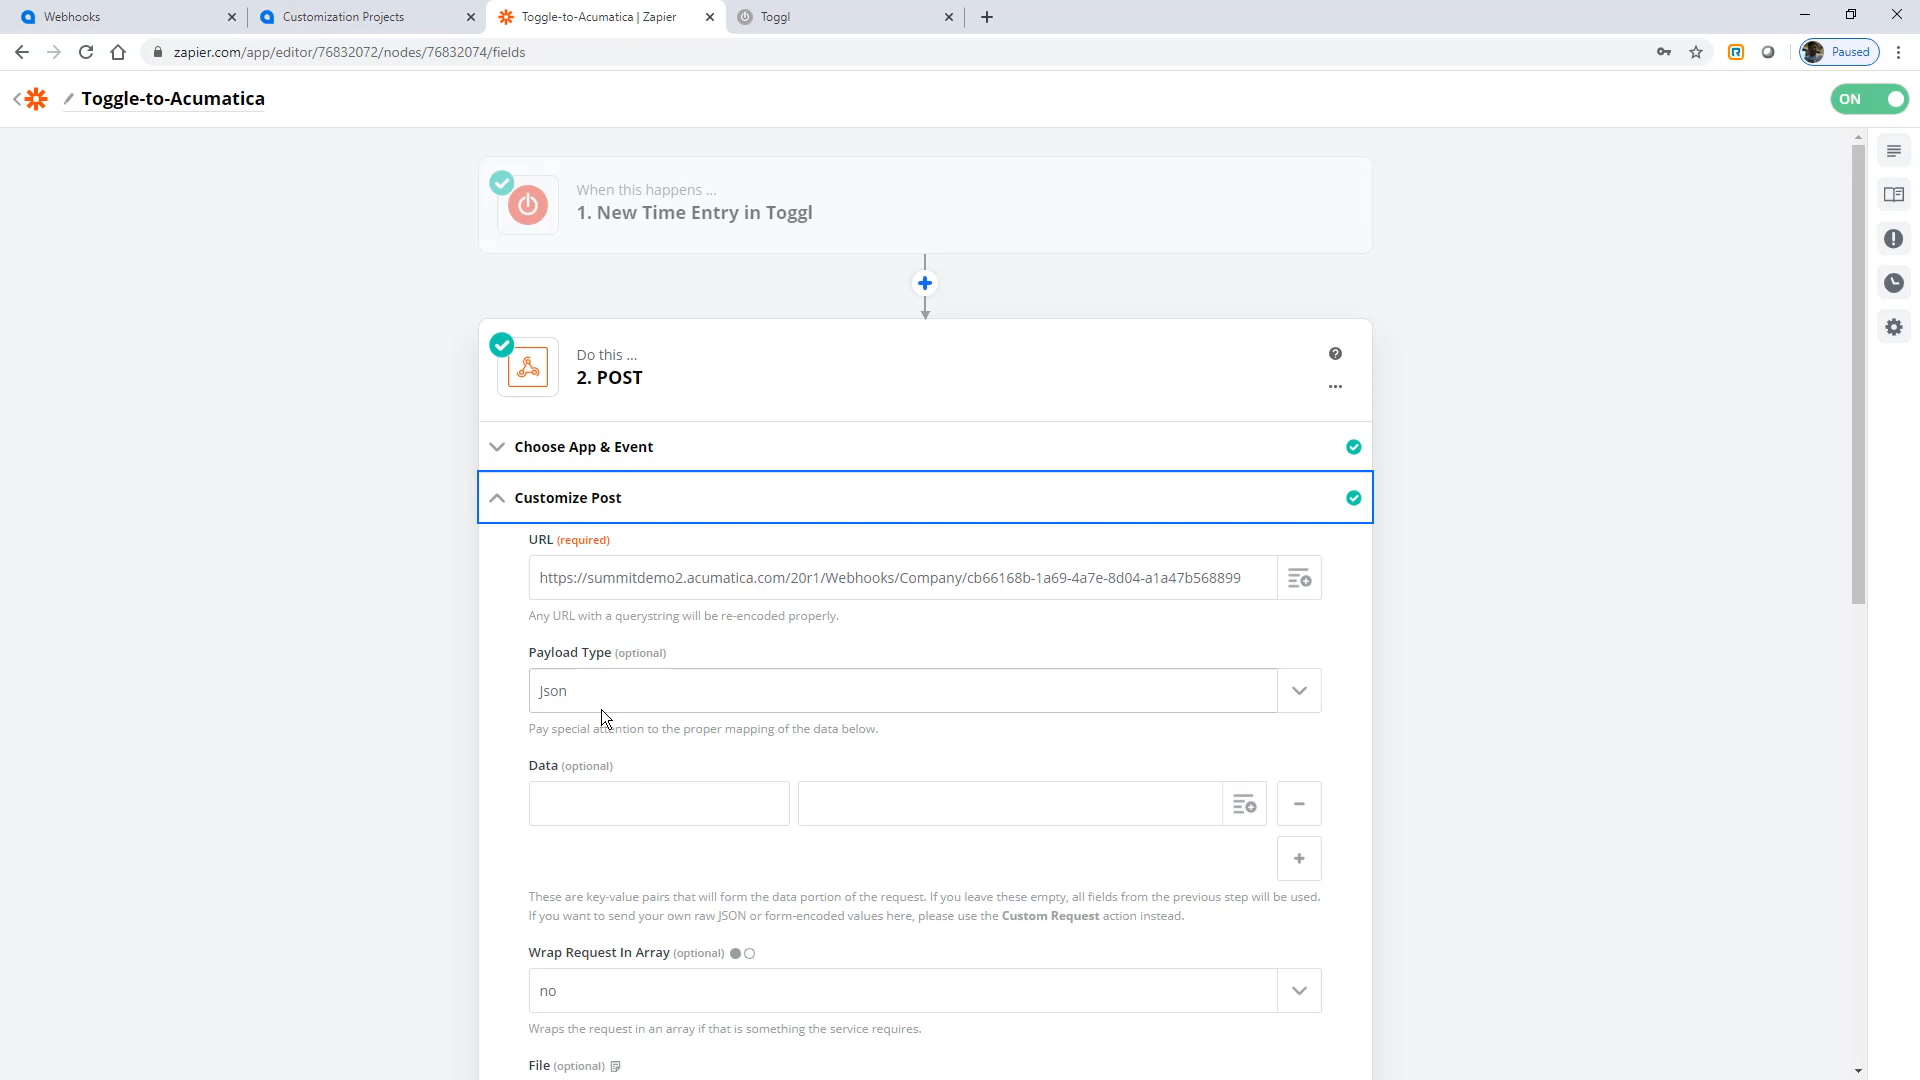 Webhooks
Customization Projects
Toggle-to-Acumatica | Zapier
Toggl
zapier.com/app/editor/76832072/nodes/76832074/fields
Paused
Toggle-to-Acumatica
ON
When this happens ...
1. New Time Entry in Toggl
Do this ...
2. POST
Choose App & Event
Customize Post
URL (required)
https://summitdemo2.acumatica.com/20r1/Webhooks/Company/cb66168b-1a69-4a7e-8d04-a1a47b568899
Any URL with a querystring will be re-encoded properly.
Payload Type (optional)
Json
Pay special attention to the proper mapping of the data below.
Data (optional)
These are key-value pairs that will form the data portion of the request. If you leave these empty, all fields from the previous step will be used.
If you want to send your own raw JSON or form-encoded values here, please use the Custom Request action instead.
Wrap Request In Array (optional)
no
Wraps the request in an array if that is something the service requires.
File (optional)